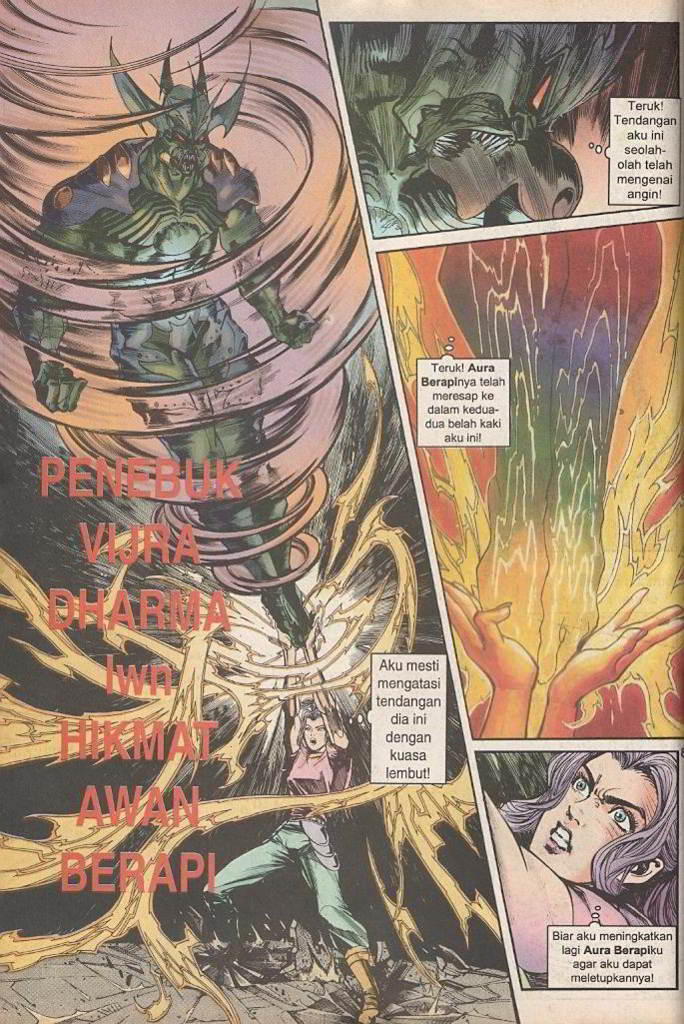 PENEBUK
VIJRA
DHARMA
lwn
HIKMAT
AWAN
BERAPI
Aku mesti
mengatasi
tendangan
dia ini
dengan
kuasa
lembut!
Teruk!
Tendangan
aku ini
seolah-
olah telah
mengenai
angin!
Teruk! Aura
Berapinya telah
meresap ke
dalam kedua-
dua belah kaki
aku ini!
Biar aku meningkatkan
lagi Aura Berapiku
agar aku dapat
meletupkannya!